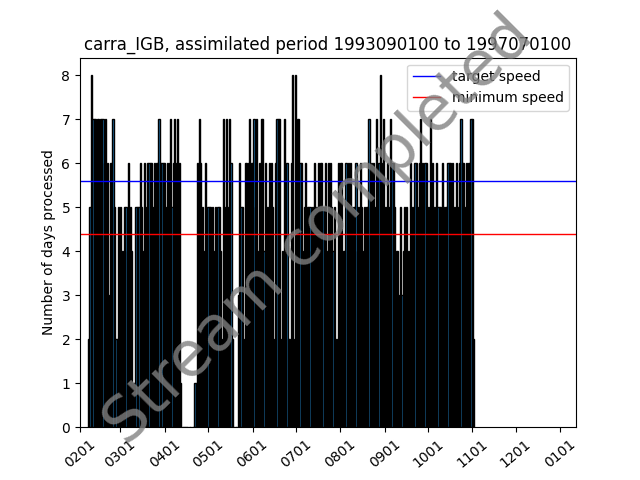 carra_IGB, assimilated period 1993090100 to 1997070100
target speed
minimum speed
Number of days processed
8
7
6
5
4
3
2
1
0
0201 0301 0401 0501 0601 0701 0801 0901 1001 1101 1201 0101
Stream completed